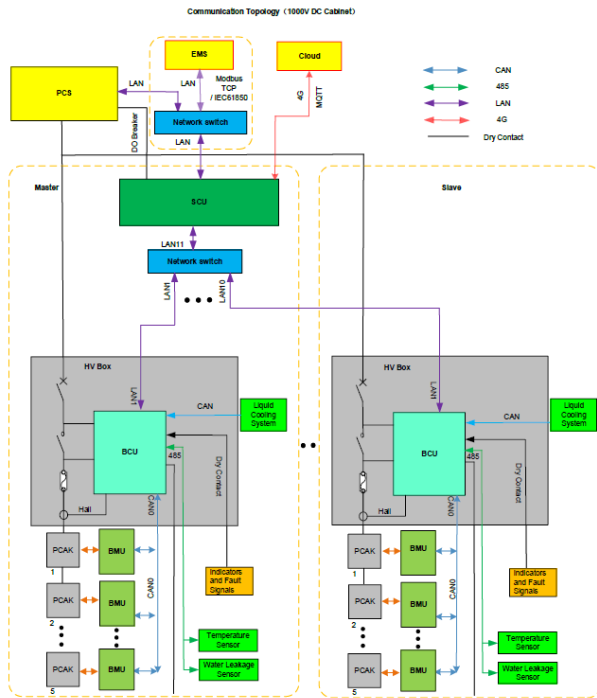 Communication Topology (1000V DC Cabinet)
EMS
Cloud
PCS
LAN
LAN
Modbus
TCP
/ IEC61850
4G
MQTT
CAN
485
LAN
4G
Dry Contact
Network switch
DO Breaker
LAN
Master
Slave
SCU
LAN11
Network switch
LAN1
LAN10
HV Box
LAN1
Liquid
Cooling
System
CAN
BCU
485
Dry Contact
Hall
CAN0
PCAK
BMU
1
CAN0
PCAK
BMU
2
Indicators
and Fault
Signals
Temperature
Sensor
PCAK
BMU
5
Water Leakage
Sensor
HV Box
LAN1
Liquid
Cooling
System
CAN
BCU
485
Dry Contact
Hall
CAN0
PCAK
BMU
1
CAN0
PCAK
BMU
2
Indicators
and Fault
Signals
Temperature
Sensor
PCAK
BMU
5
Water Leakage
Sensor